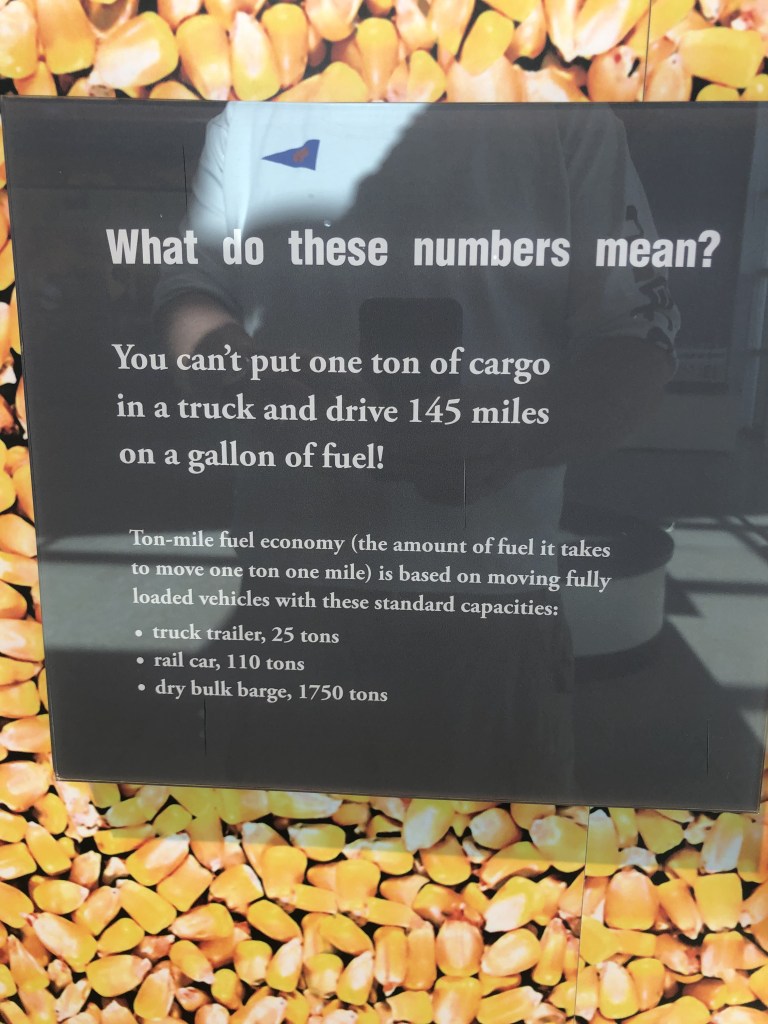 What do these numbers mean?
You can't put one ton of cargo
in a truck and drive 145 miles
on a gallon of fuel!
Ton-mile fuel economy (the amount of fuel it takes
to move one ton one mile) is based on moving fully
loaded vehicles with these standard capacities:
• truck trailer, 25 tons
• rail car, 110 tons
• dry bulk barge, 1750 tons